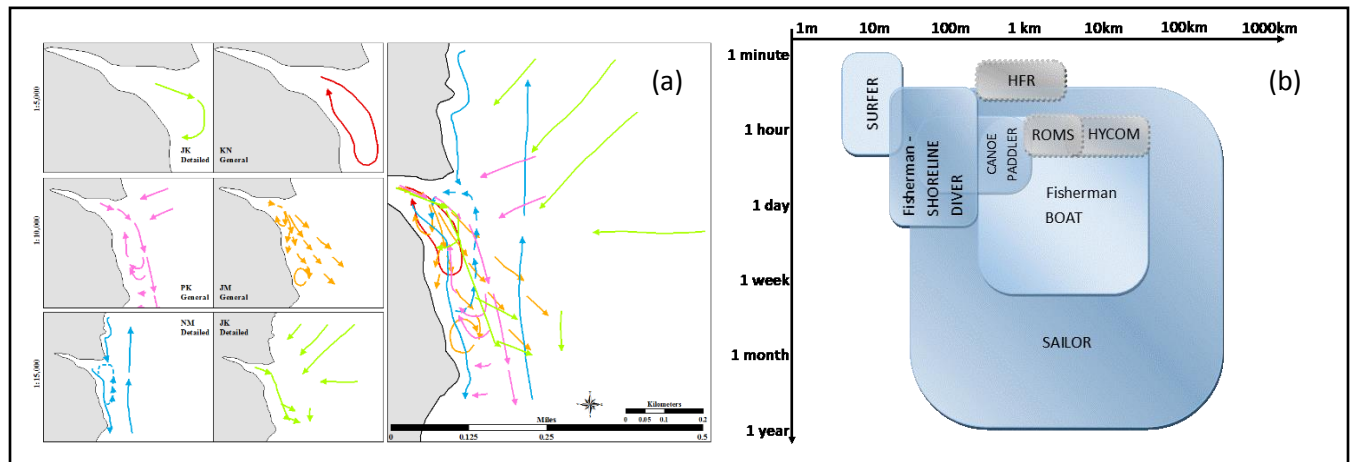 1:5,000
JK
Detailed
KN
General
1:10,000
PK
General
JM
General
1:15,000
NM
Detailed
JK
Detailed
(a)
Kilometers
0 0.05 0.1 0.2
Miles
0 0.125 0.25 0.5
(b)
1m 10m 100m 1 km 10km 100km 1000km
1 minute
1 hour
1 day
1 week
1 month
1 year
SURFER
Fisherman -
SHORELINE
DIVER
CANOE
PADDLER
HFR
ROMS
HYCOM
Fisherman
BOAT
SAILOR